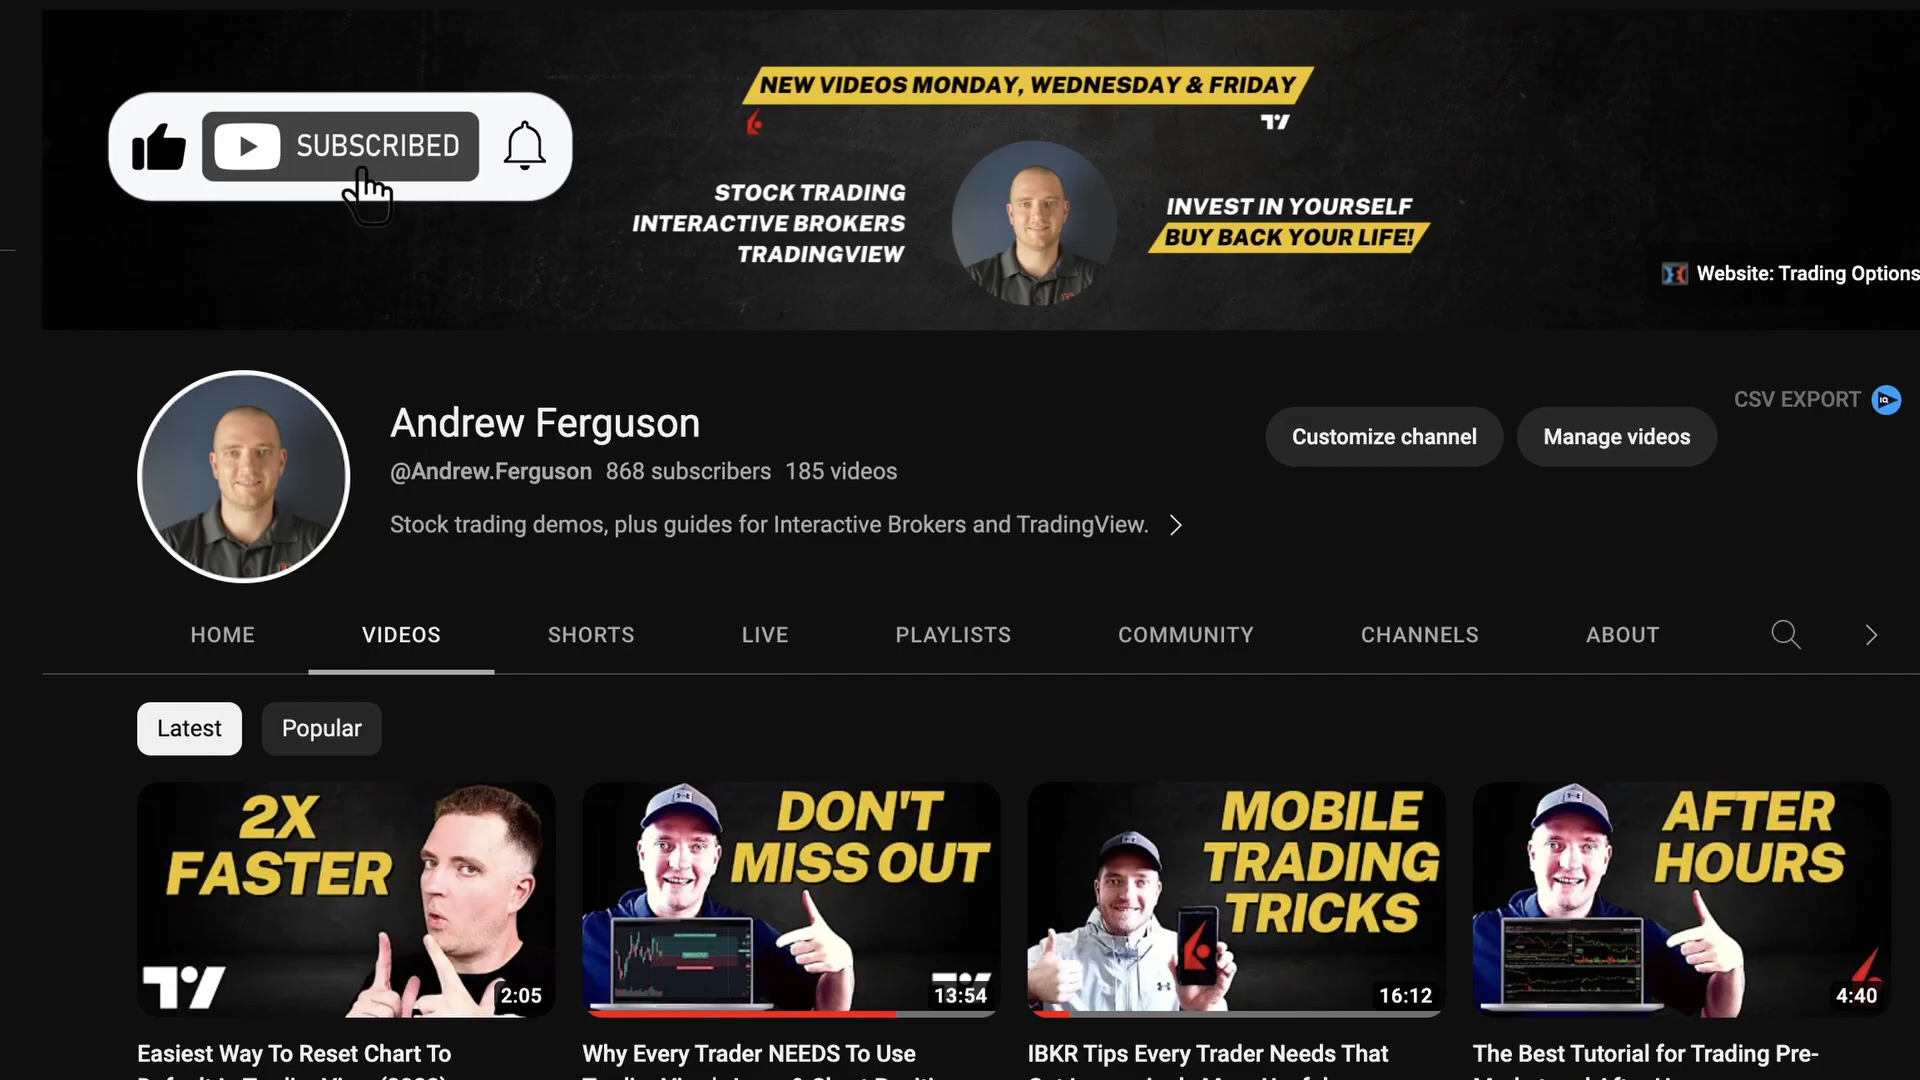 NEW VIDEOS MONDAY, WEDNESDAY & FRIDAY
SUBSCRIBED
STOCK TRADING
INTERACTIVE BROKERS
TRADINGVIEW
INVEST IN YOURSELF
BUY BACK YOUR LIFE!
Website: Trading Options
Andrew Ferguson
@Andrew.Ferguson 868 subscribers 185 videos
Stock trading demos, plus guides for Interactive Brokers and TradingView.
Customize channel
Manage videos
CSV EXPORT
HOME VIDEOS SHORTS LIVE PLAYLISTS COMMUNITY CHANNELS ABOUT
Latest
Popular
2X
FASTER
2:05
DON'T
MISS OUT
13:54
MOBILE
TRADING
TRICKS
16:12
AFTER
HOURS
4:40
Easiest Way To Reset Chart To
Why Every Trader NEEDS To Use
IBKR Tips Every Trader Needs That
The Best Tutorial for Trading Pre-